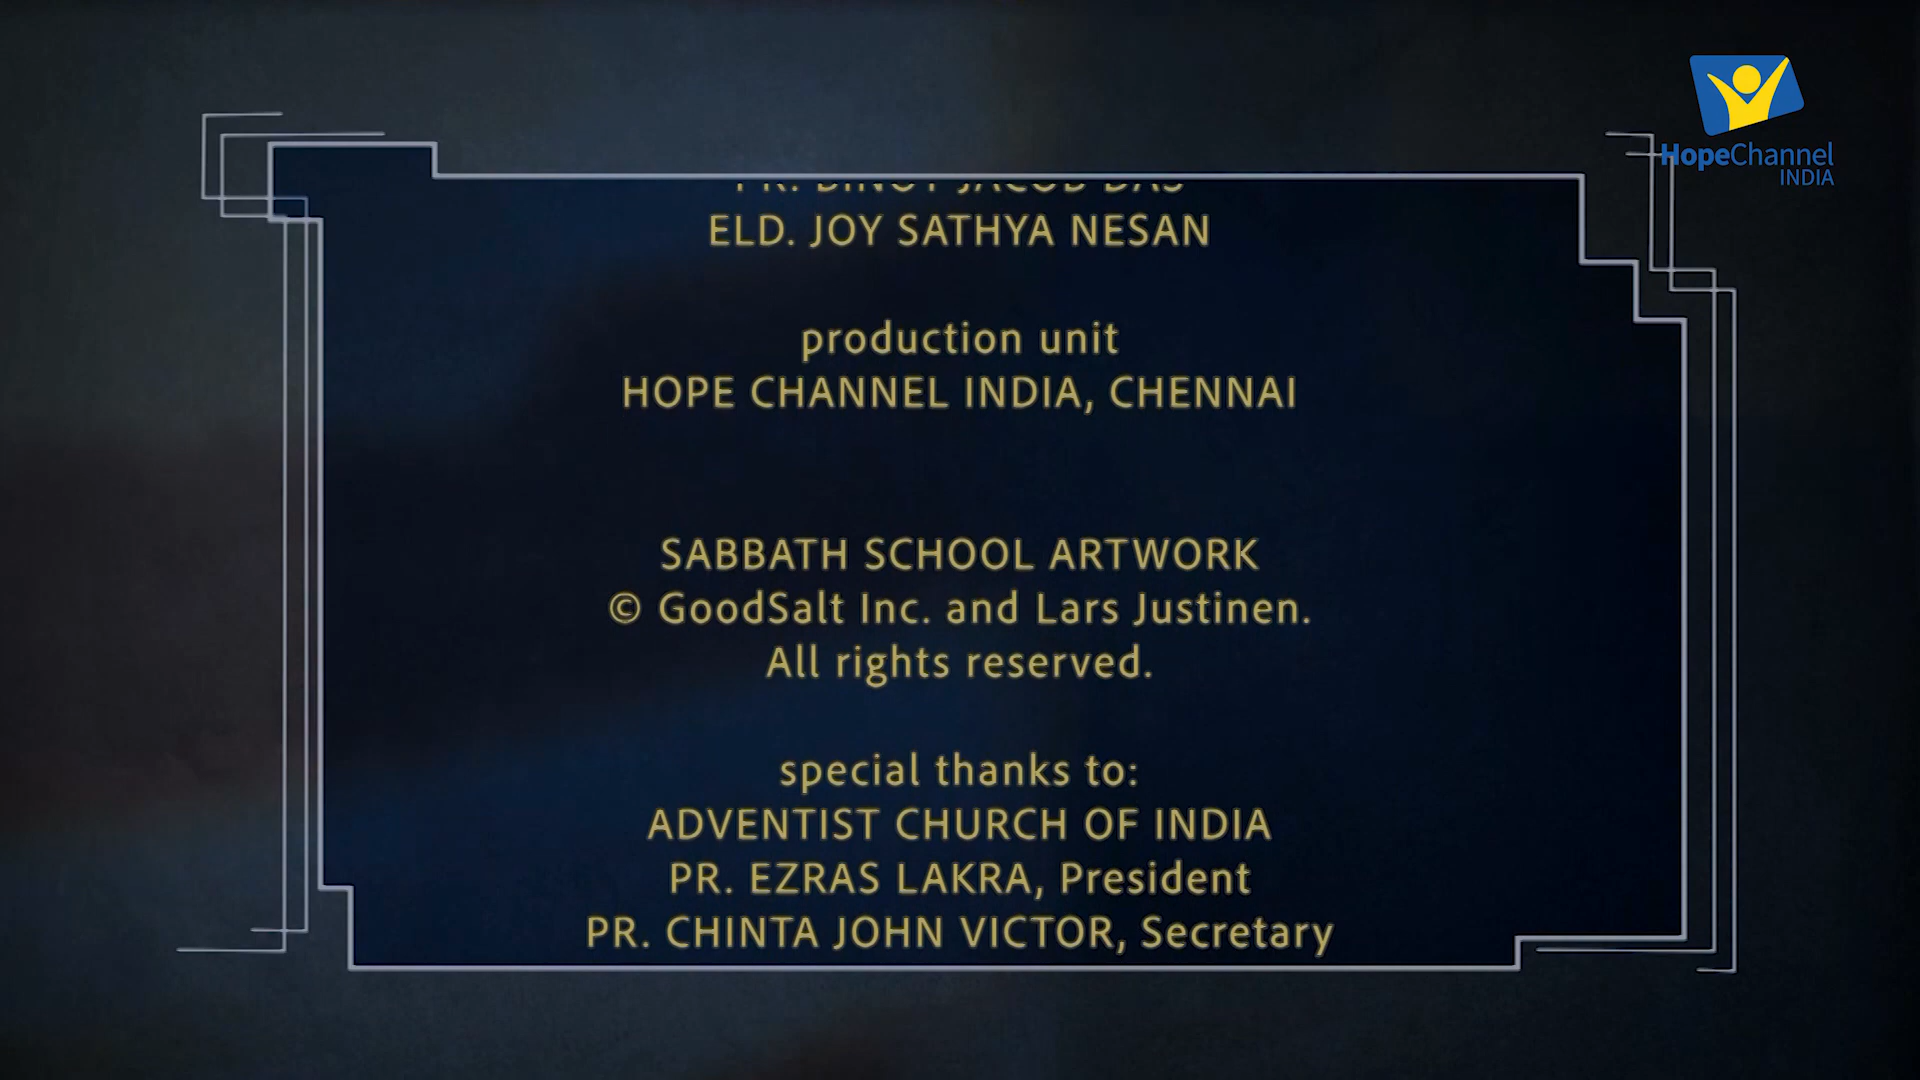 HopeChannel
INDIA
ELD. JOY SATHYA NESAN
production unit
HOPE CHANNEL INDIA, CHENNAI
SABBATH SCHOOL ARTWORK
© GoodSalt Inc. and Lars Justinen.
All rights reserved.
special thanks to:
ADVENTIST CHURCH OF INDIA
PR. EZRAS LAKRA, President
PR. CHINTA JOHN VICTOR, Secretary